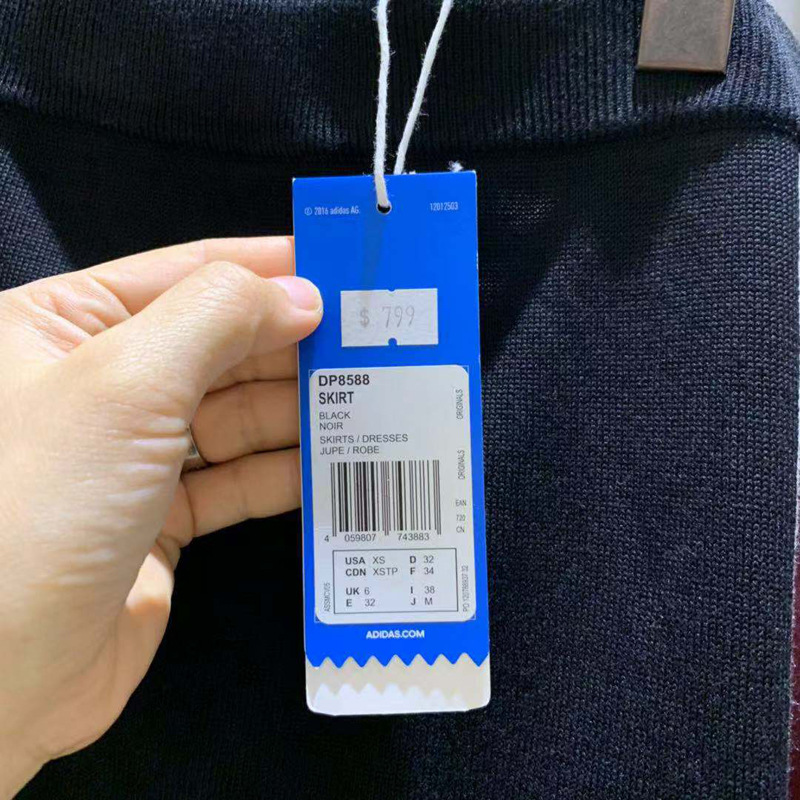 © 2016 adidas AG.
12012503
$ 799
DP8588
SKIRT
BLACK
NOIR
SKIRTS / DRESSES
JUPE / ROBE
ORIGINALS
ORIGINALS
EAN
720
CN
4 059807 743883
USA XS D 32
CDN XSTP F 34
UK 6 I 38
E 32 J M
ADIDAS.COM